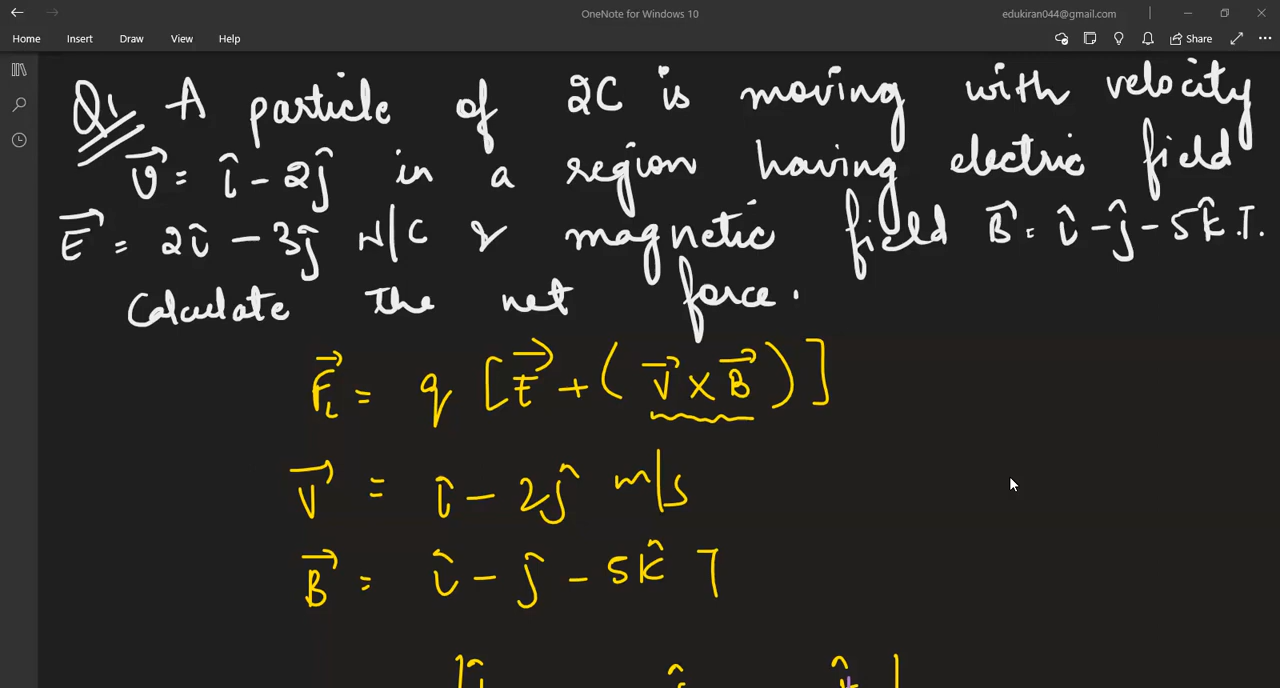 OneNote for Windows 10
edukiran044@gmail.com
Home Insert Draw View Help
Share
Q1 A particle of 2C is moving with velocity
v⃗ = î - 2ĵ in a region having electric field
E⃗ = 2î - 3ĵ N/C & magnetic field B⃗ = î - ĵ - 5k̂ T.
Calculate the net force.
F⃗L = q [E⃗ + (V⃗ × B⃗)]
V⃗ = î - 2ĵ m/s
B⃗ = î - ĵ - 5k̂ T